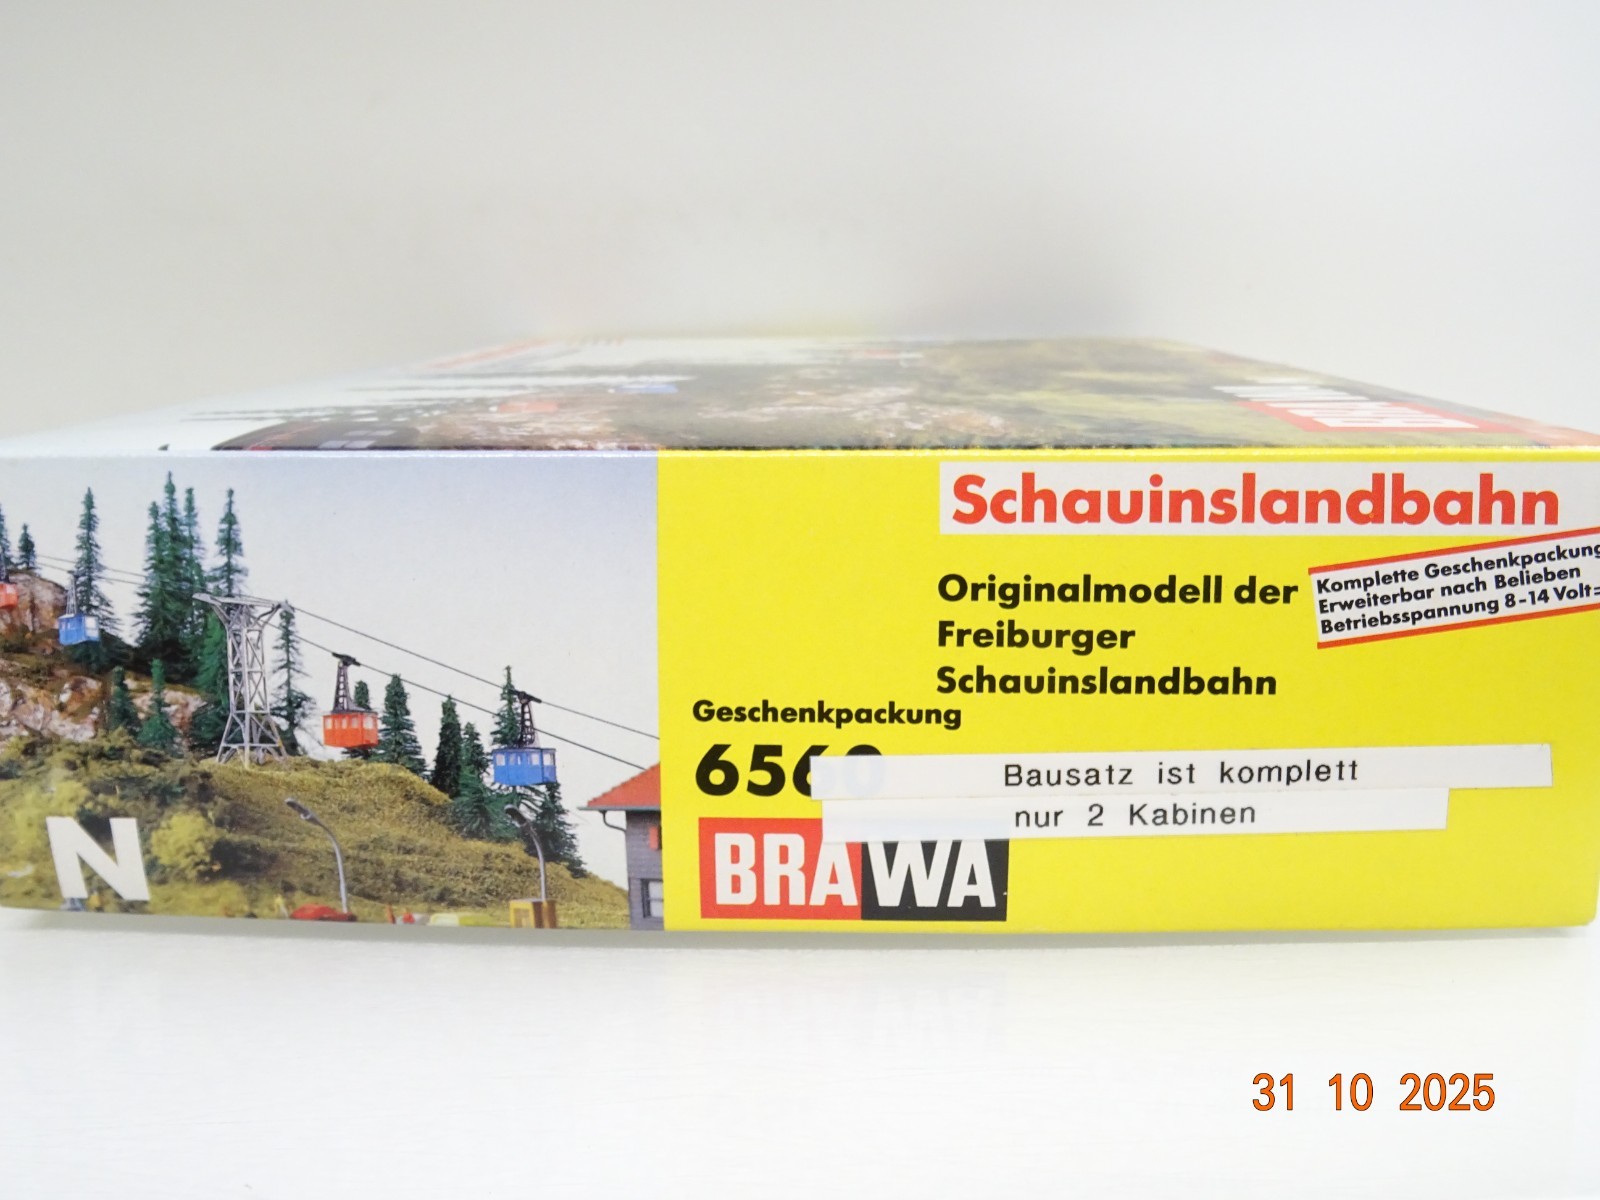 Schauinslandbahn
Komplette Geschenkpackung
Erweiterbar nach Belieben
Betriebsspannung 8-14 Volt=
Originalmodell der
Freiburger
Schauinslandbahn
Geschenkpackung
6560
Bausatz ist komplett
nur 2 Kabinen
BRAWA
N
31 10 2025